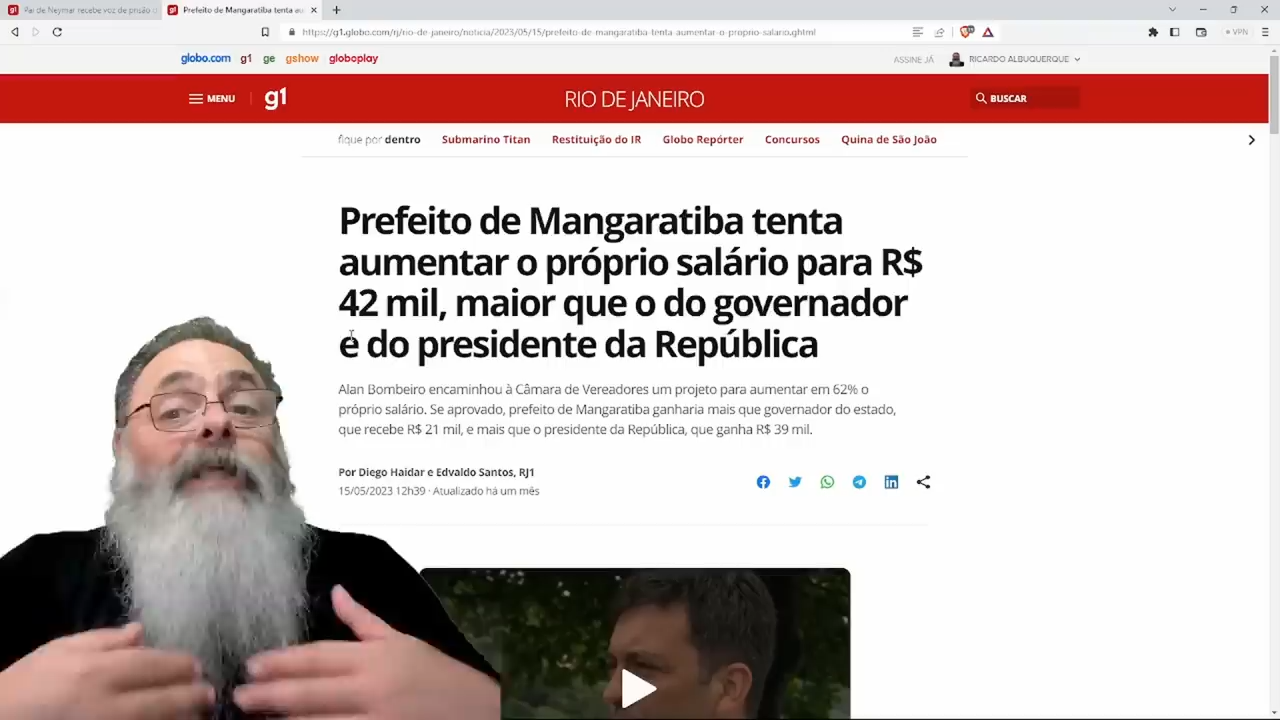 Pai de Neymar recebe voz de prisão
Prefeito de Mangaratiba tenta au
https://g1.globo.com/rj/rio-de-janeiro/noticia/2023/05/15/prefeito-de-mangaratiba-tenta-aumentar-o-proprio-salario.ghtml
VPN
globo.com g1 ge gshow globoplay
ASSINE JÁ
RICARDO ALBUQUERQUE
MENU
g1
RIO DE JANEIRO
BUSCAR
fique por dentro Submarino Titan Restituição do IR Globo Repórter Concursos Quina de São João
Prefeito de Mangaratiba tenta
aumentar o próprio salário para R$
42 mil, maior que o do governador
e do presidente da República
Alan Bombeiro encaminhou à Câmara de Vereadores um projeto para aumentar em 62% o
próprio salário. Se aprovado, prefeito de Mangaratiba ganharia mais que governador do estado,
que recebe R$ 21 mil, e mais que o presidente da República, que ganha R$ 39 mil.
Por Diego Haidar e Edvaldo Santos, RJ1
15/05/2023 12h39 · Atualizado há um mês